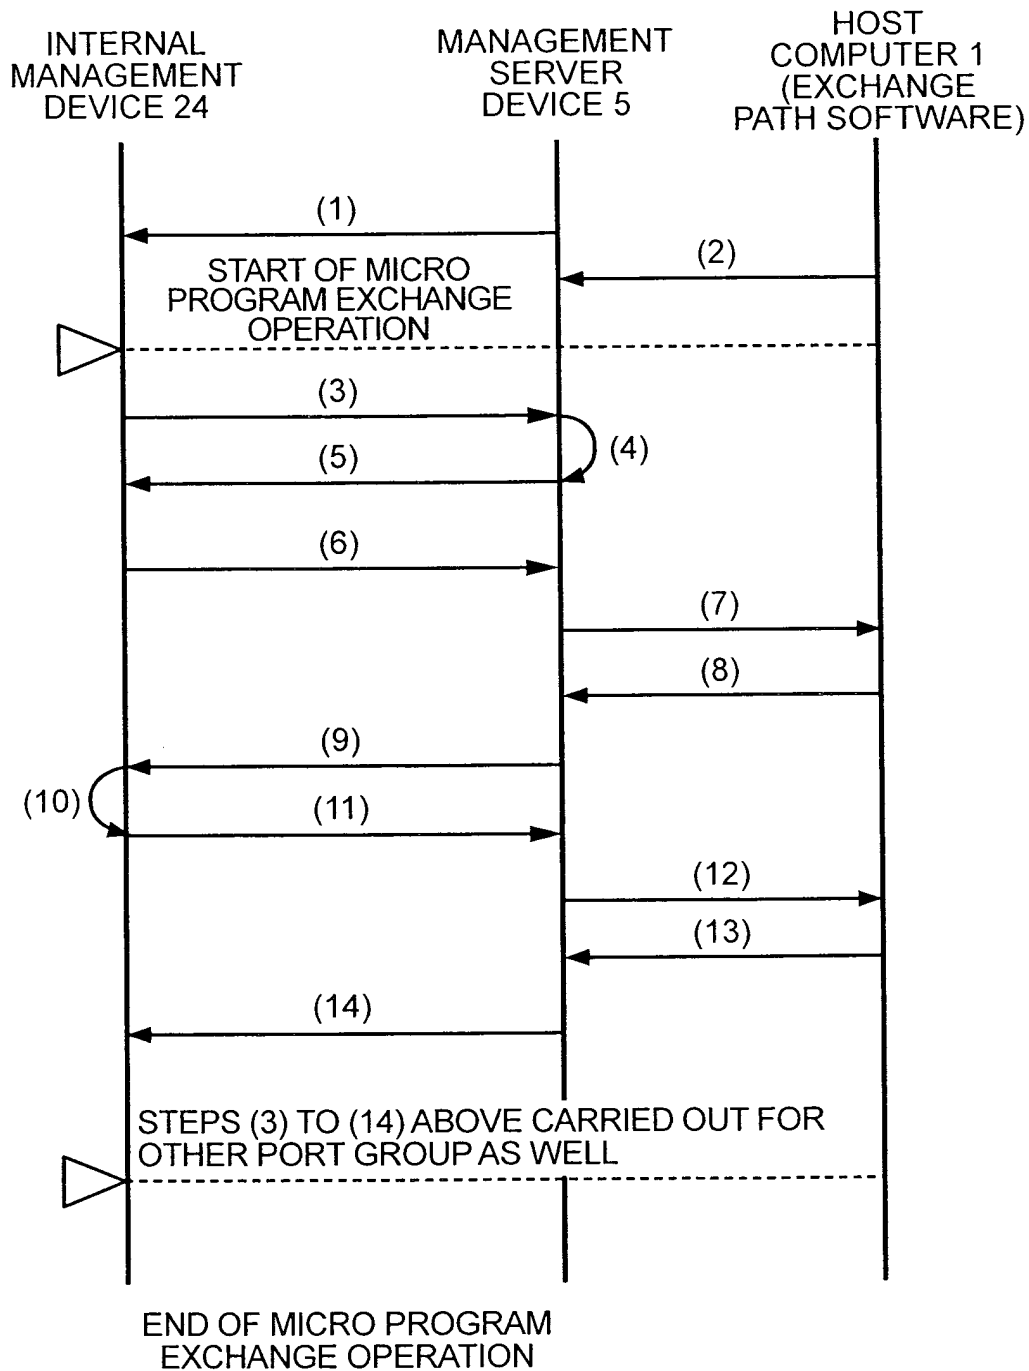 INTERNAL
MANAGEMENT
DEVICE 24
MANAGEMENT
SERVER
DEVICE 5
HOST
COMPUTER 1
(EXCHANGE
PATH SOFTWARE)
(1)
(2)
START OF MICRO
PROGRAM EXCHANGE
OPERATION
(3)
(4)
(5)
(6)
(7)
(8)
(9)
(10)
(11)
(12)
(13)
(14)
STEPS (3) TO (14) ABOVE CARRIED OUT FOR
OTHER PORT GROUP AS WELL
END OF MICRO PROGRAM
EXCHANGE OPERATION